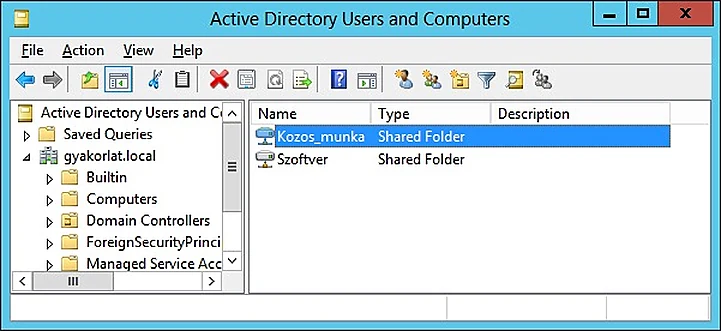 Active Directory Users and Computers
File Action View Help
Active Directory Users and Co
Saved Queries
gyakorlat.local
Builtin
Computers
Domain Controllers
ForeignSecurityPrinci
Managed Service Acc
Name Type Description
Kozos_munka Shared Folder
Szoftver Shared Folder